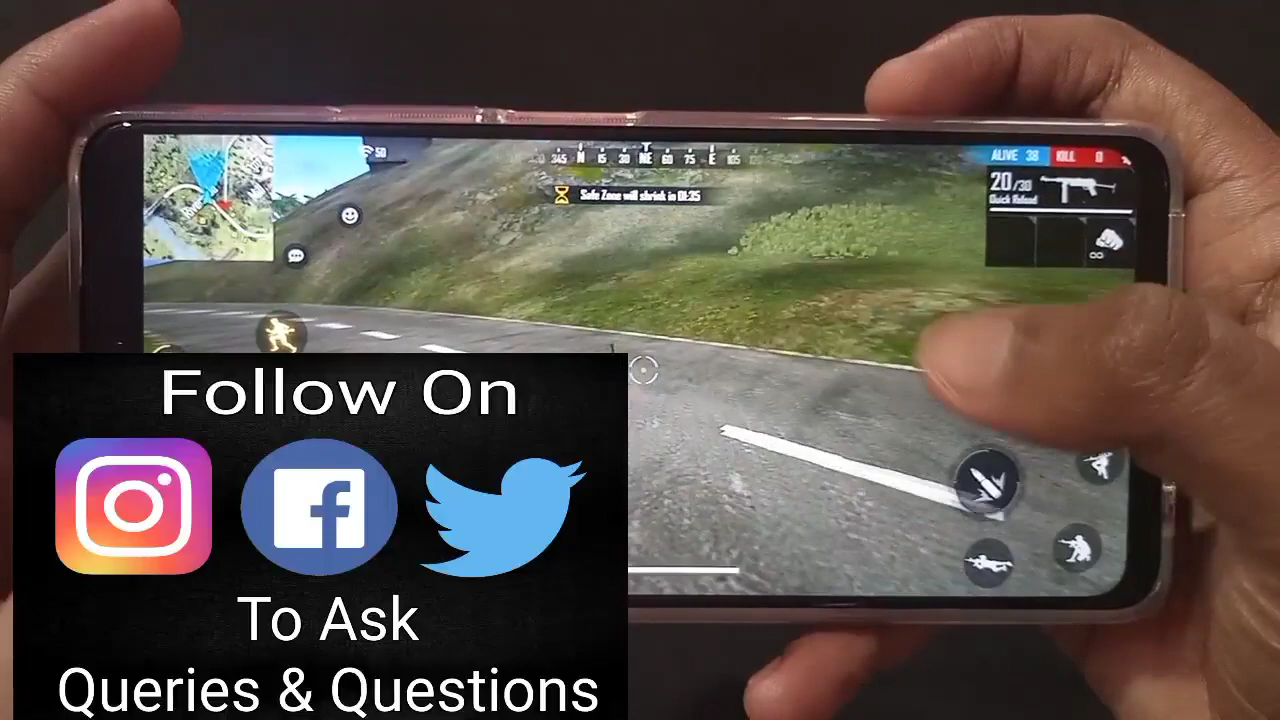 50
345 N 15 30 NE 60 75 E 105
Safe Zone will shrink in 01:35
ALIVE 38 KILL 0
20/30
Quick Reload
∞
Follow On
To Ask
Queries & Questions